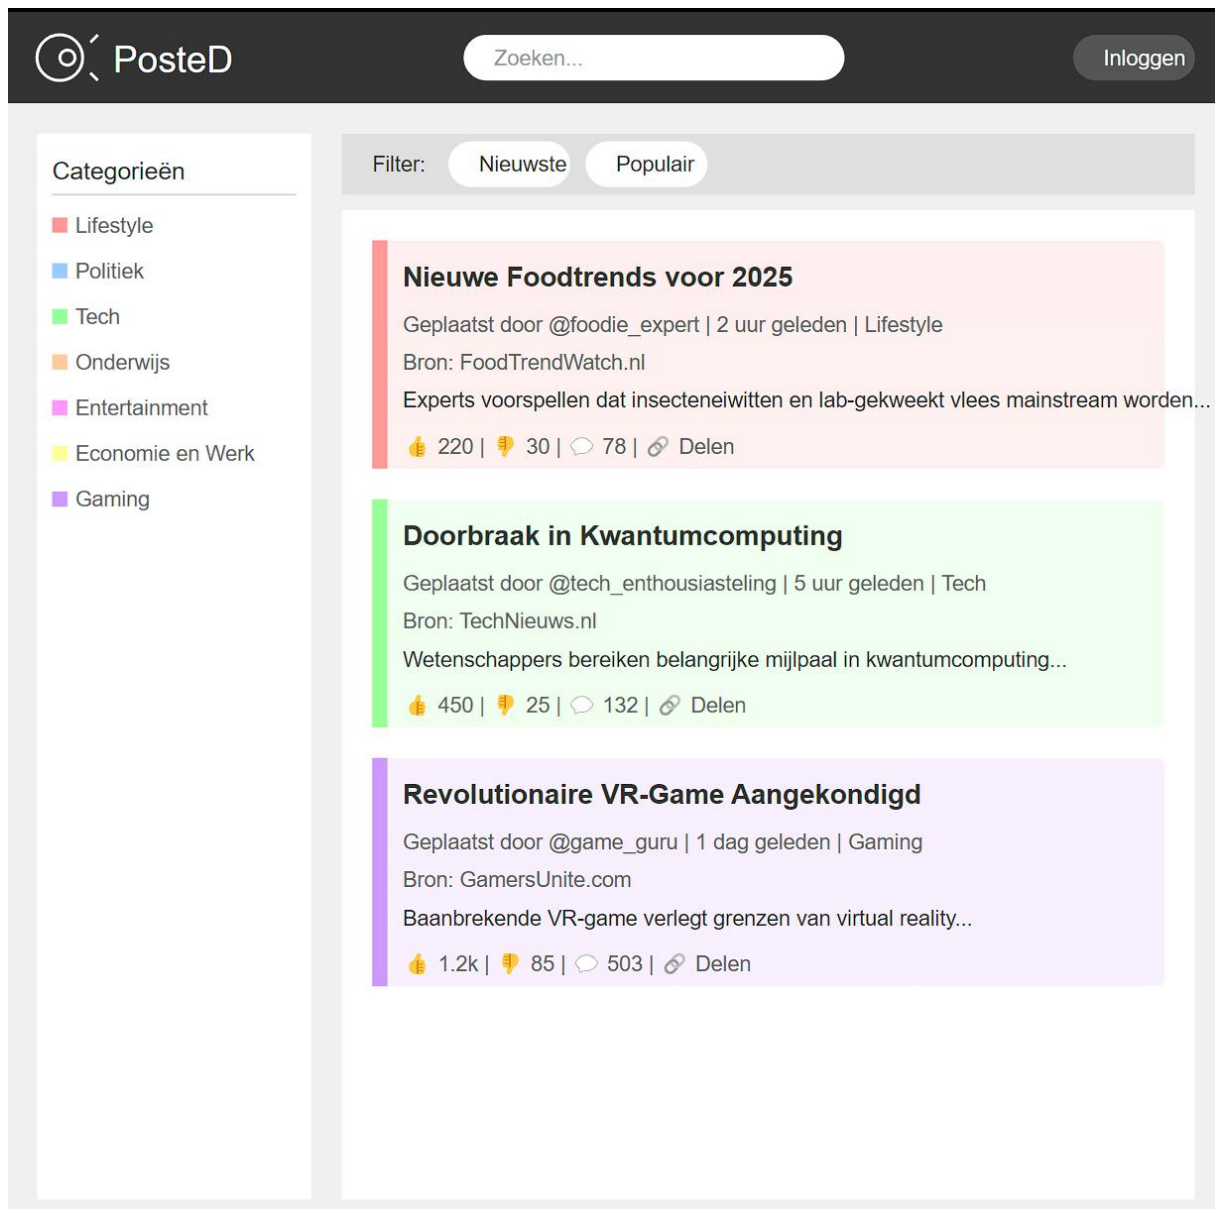 PosteD
Zoeken...
Inloggen
Categorieën
Lifestyle
Politiek
Tech
Onderwijs
Entertainment
Economie en Werk
Gaming
Filter:
Nieuwste
Populair
Nieuwe Foodtrends voor 2025
Geplaatst door @foodie_expert | 2 uur geleden | Lifestyle
Bron: FoodTrendWatch.nl
Experts voorspellen dat insecteneiwitten en lab-gekweekt vlees mainstream worden...
👍 220 | 👎 30 | 💬 78 | 🔗 Delen
Doorbraak in Kwantumcomputing
Geplaatst door @tech_enthousiasteling | 5 uur geleden | Tech
Bron: TechNieuws.nl
Wetenschappers bereiken belangrijke mijlpaal in kwantumcomputing...
👍 450 | 👎 25 | 💬 132 | 🔗 Delen
Revolutionaire VR-Game Aangekondigd
Geplaatst door @game_guru | 1 dag geleden | Gaming
Bron: GamersUnite.com
Baanbrekende VR-game verlegt grenzen van virtual reality...
👍 1.2k | 👎 85 | 💬 503 | 🔗 Delen